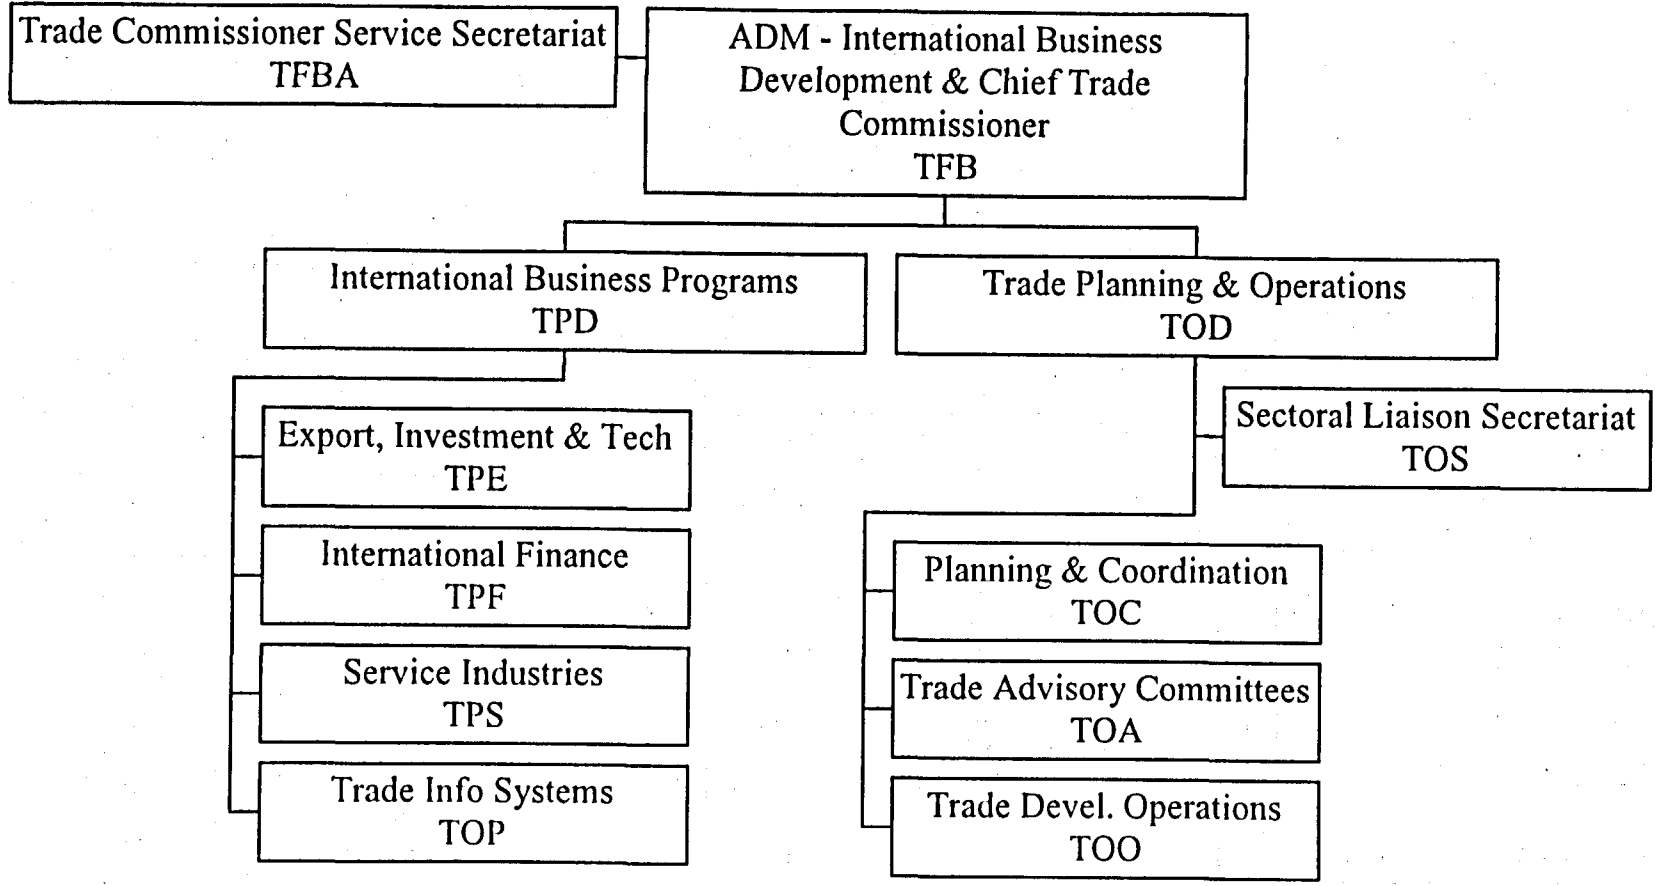 Trade Commissioner Service Secretariat
TFBA
ADM - International Business
Development & Chief Trade
Commissioner
TFB
International Business Programs
TPD
Trade Planning & Operations
TOD
Export, Investment & Tech
TPE
International Finance
TPF
Service Industries
TPS
Trade Info Systems
TOP
Sectoral Liaison Secretariat
TOS
Planning & Coordination
TOC
Trade Advisory Committees
TOA
Trade Devel. Operations
TOO